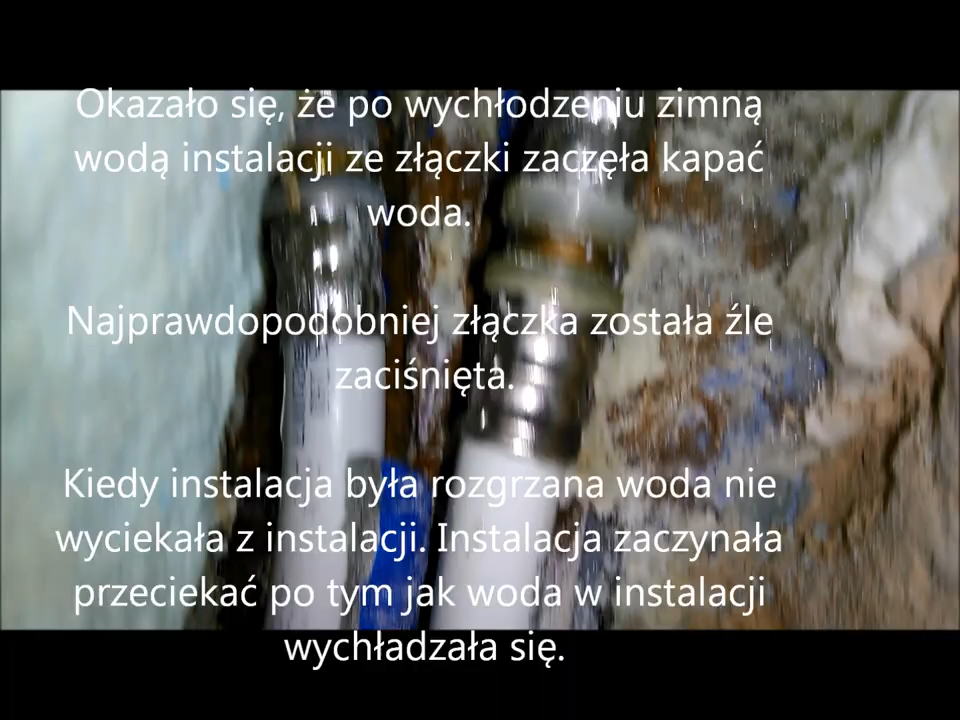 Okazało się, że po wychłodzeniu zimną
wodą instalacji ze złączki zaczęła kapać
woda.
Najprawdopodobniej złączka została źle
zaciśnięta.
Kiedy instalacja była rozgrzana woda nie
wyciekała z instalacji. Instalacja zaczynała
przeciekać po tym jak woda w instalacji
wychładzała się.